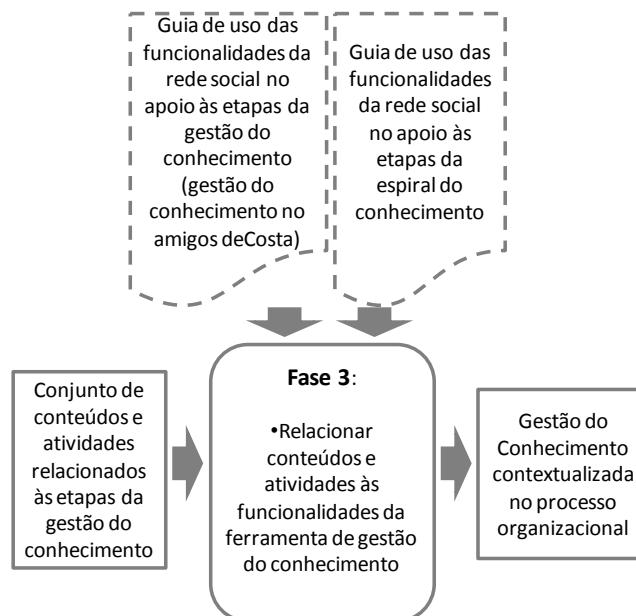 Guia de uso das
funcionalidades da
rede social no
apoio às etapas da
gestão do
conhecimento
(gestão do
conhecimento no
amigos deCosta)
Guia de uso das
funcionalidades
da rede social
no apoio às
etapas da
espiral do
conhecimento
Conjunto de
conteúdos e
atividades
relacionados
às etapas da
gestão do
conhecimento
Fase 3:
•Relacionar
conteúdos e
atividades às
funcionalidades da
ferramenta de gestão
do conhecimento
Gestão do
Conhecimento
contextualizada
no processo
organizacional